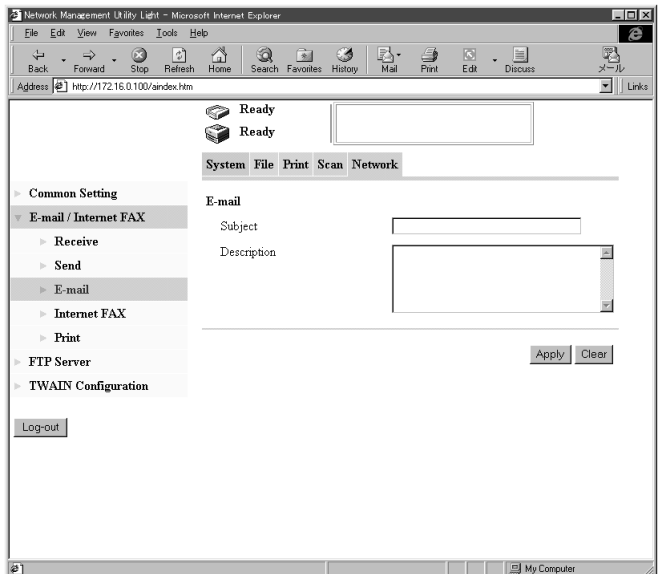 Network Management Utility Light - Microsoft Internet Explorer
File Edit View Favorites Tools Help
Back Forward Stop Refresh Home Search Favorites History Mail Print Edit Discuss メール
Address http://172.16.0.100/aindex.htm Links
Ready
Ready
System File Print Scan Network
Common Setting
E-mail / Internet FAX
Receive
Send
E-mail
Internet FAX
Print
FTP Server
TWAIN Configuration
Log-out
E-mail
Subject
Description
Apply Clear
My Computer